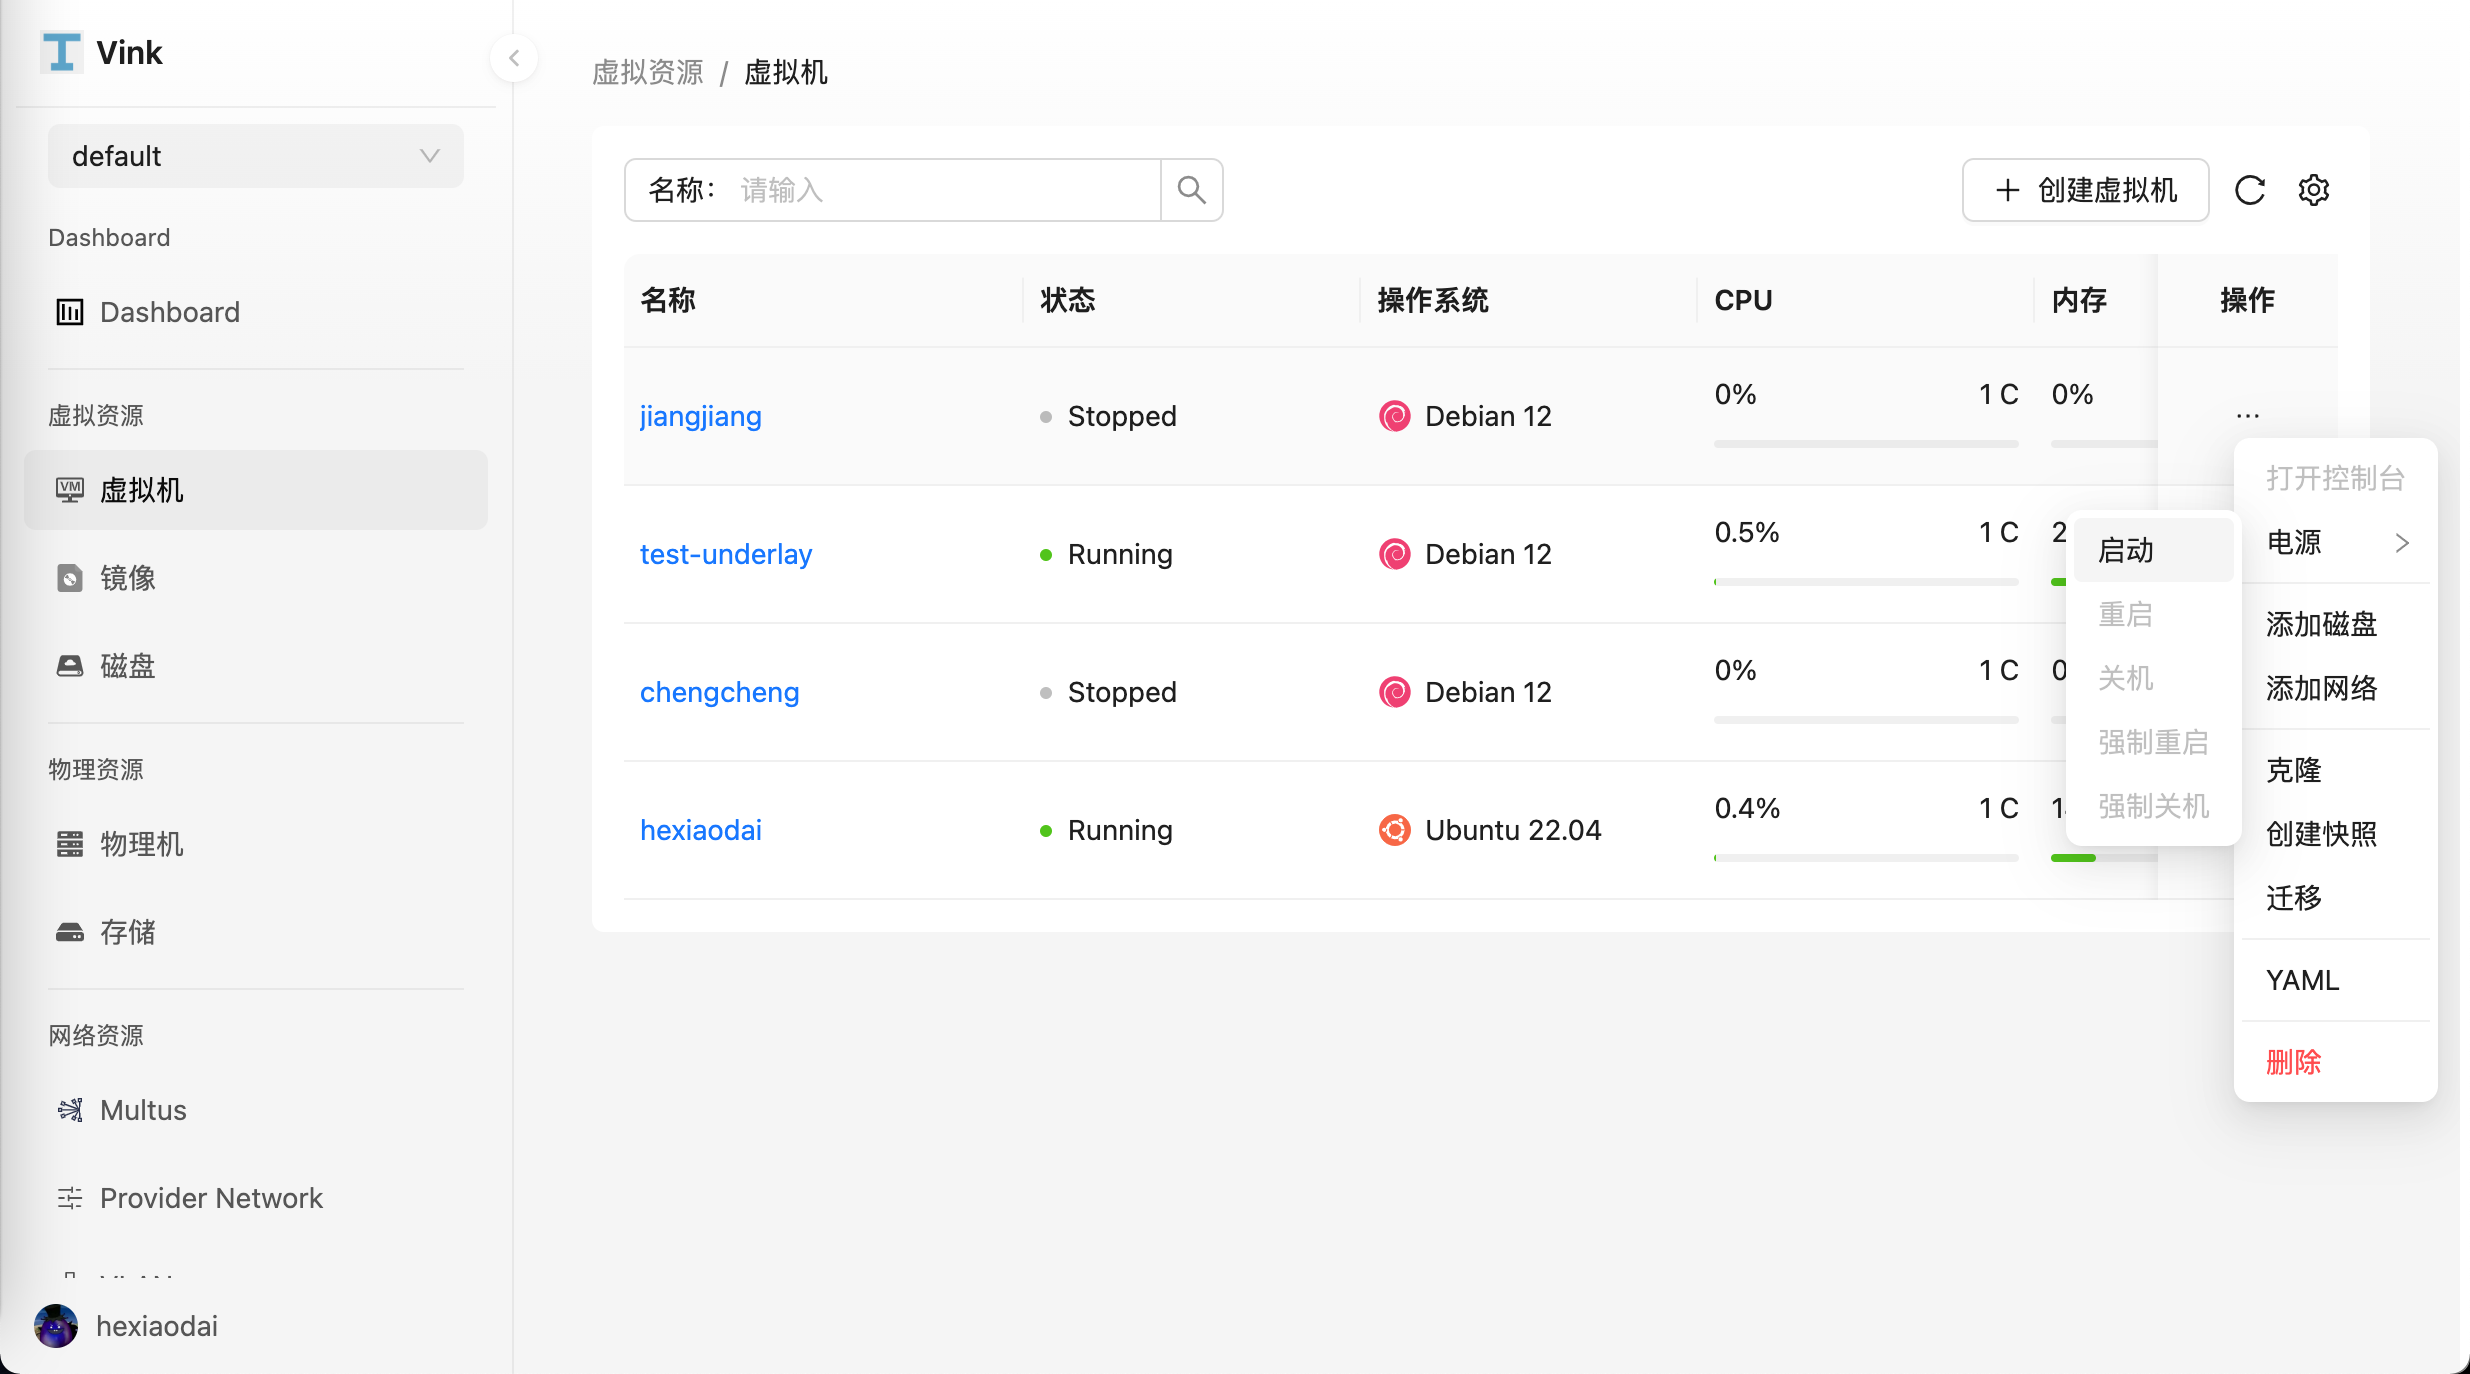 Vink
default
Dashboard
Dashboard
虚拟资源
虚拟机
镜像
磁盘
物理资源
物理机
存储
网络资源
Multus
Provider Network
hexiaodai
虚拟资源 / 虚拟机
名称： 请输入
创建虚拟机
名称 状态 操作系统 CPU 内存 操作
jiangjiang Stopped Debian 12 0% 1 C 0% ...
test-underlay Running Debian 12 0.5% 1 C 2
chengcheng Stopped Debian 12 0% 1 C 0
hexiaodai Running Ubuntu 22.04 0.4% 1 C 1
启动
重启
关机
强制重启
强制关机
打开控制台
电源
添加磁盘
添加网络
克隆
创建快照
迁移
YAML
删除